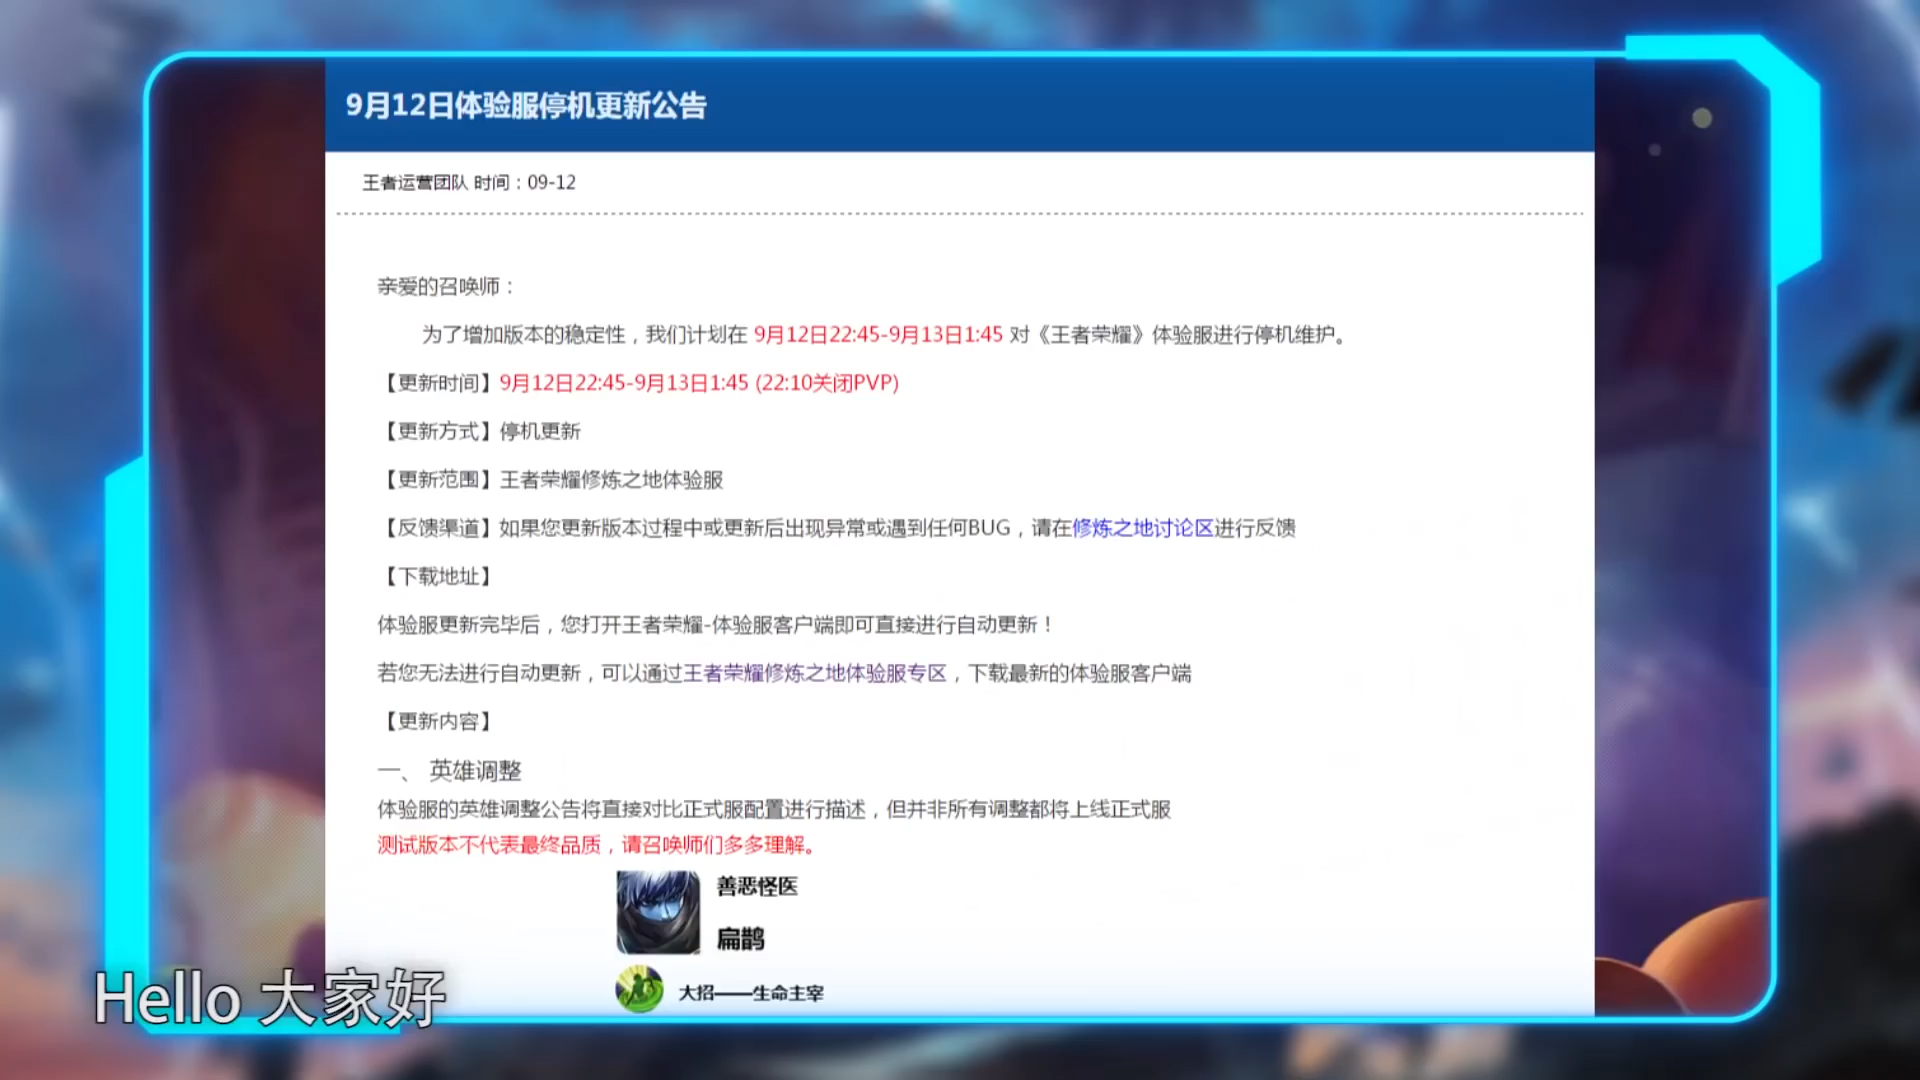 9月12日体验服停机更新公告
王者运营团队 时间：09-12
亲爱的召唤师：
为了增加版本的稳定性，我们计划在 9月12日22:45-9月13日1:45 对《王者荣耀》体验服进行停机维护。
【更新时间】9月12日22:45-9月13日1:45 (22:10关闭PVP)
【更新方式】停机更新
【更新范围】王者荣耀修炼之地体验服
【反馈渠道】如果您更新版本过程中或更新后出现异常或遇到任何BUG，请在修炼之地讨论区进行反馈
【下载地址】
体验服更新完毕后，您打开王者荣耀-体验服客户端即可直接进行自动更新！
若您无法进行自动更新，可以通过王者荣耀修炼之地体验服专区，下载最新的体验服客户端
【更新内容】
一、 英雄调整
体验服的英雄调整公告将直接对比正式服配置进行描述，但并非所有调整都将上线正式服
测试版本不代表最终品质，请召唤师们多多理解。
善恶怪医
扁鹊
大招——生命主宰
Hello 大家好